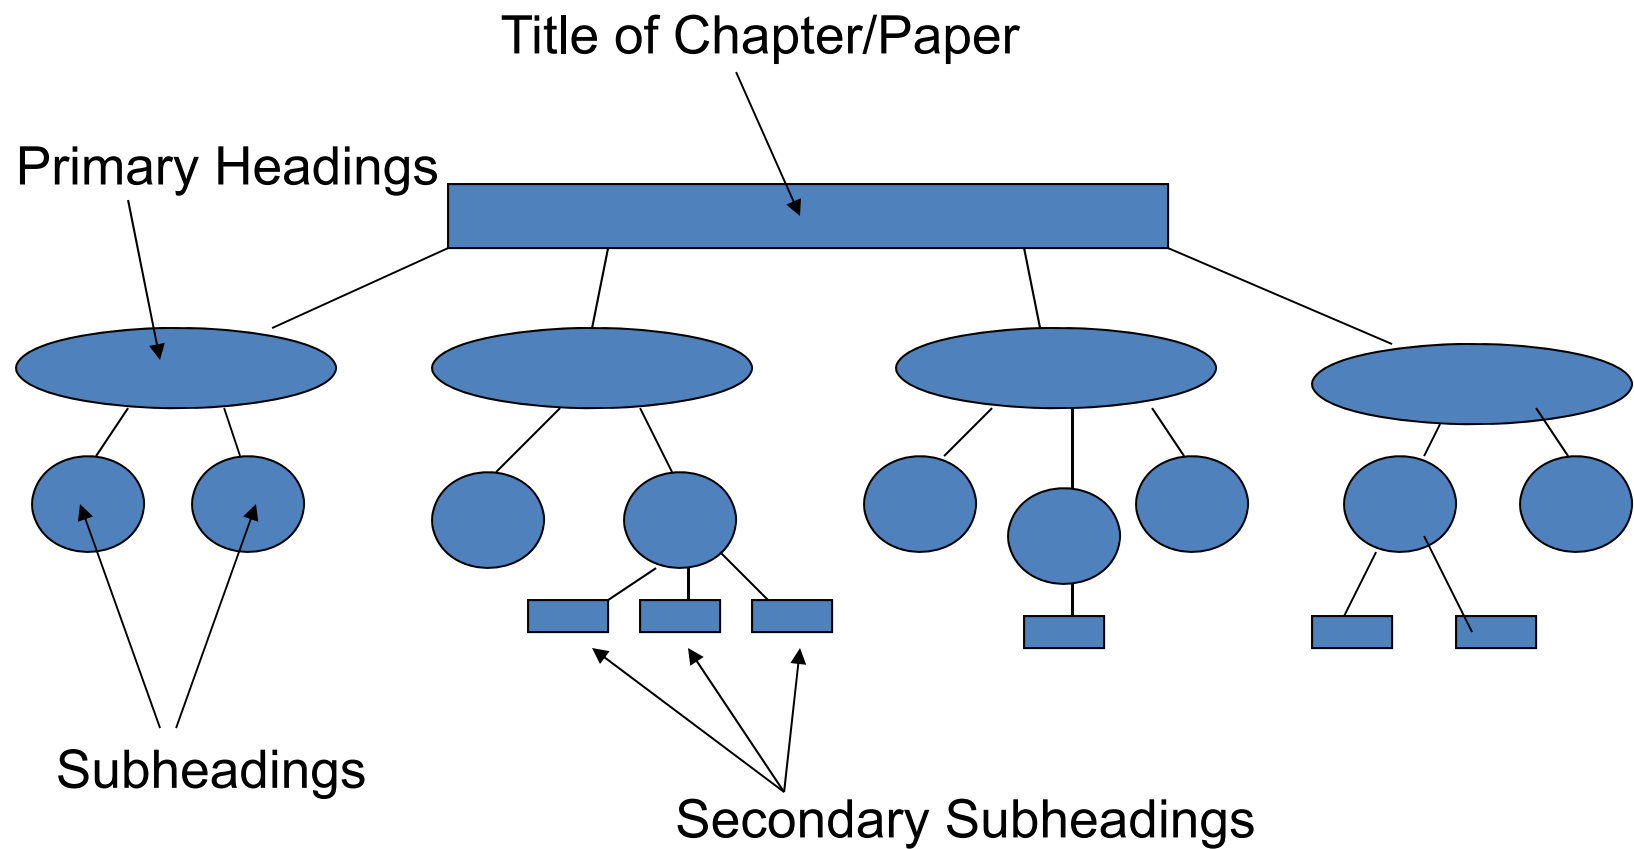 Title of Chapter/Paper
Primary Headings
Subheadings
Secondary Subheadings